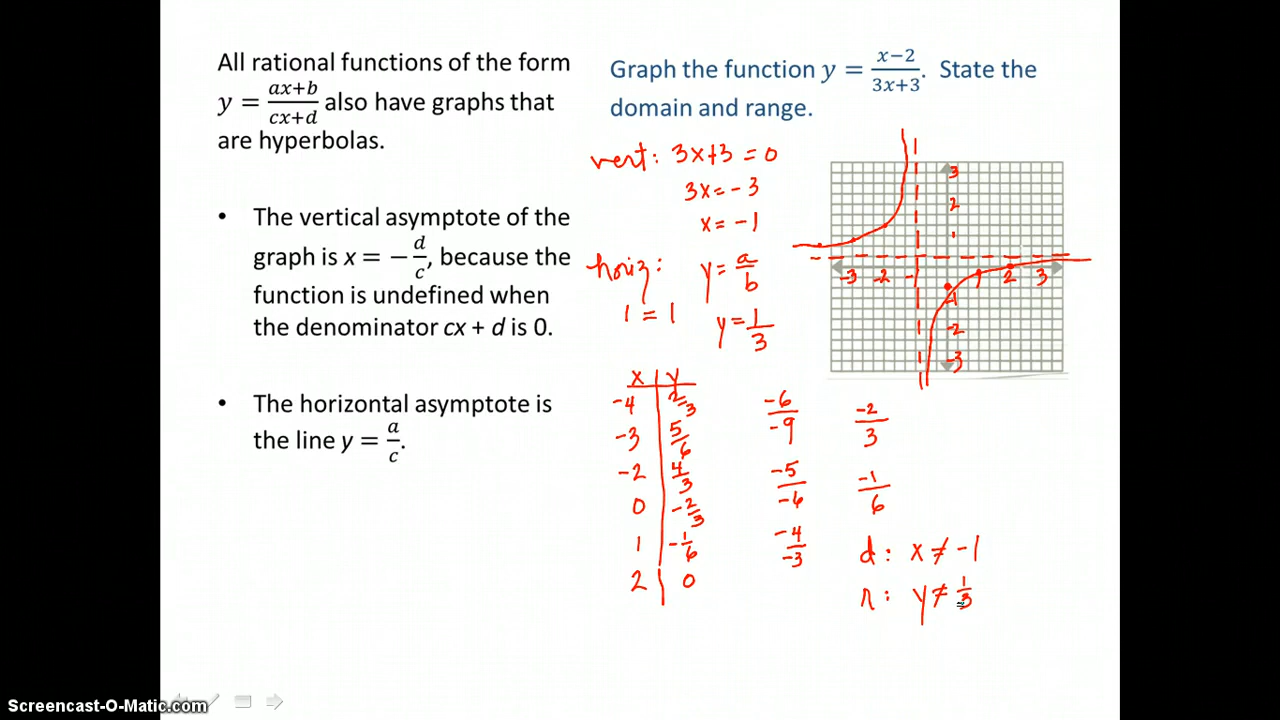 All rational functions of the form
y = ax+b/cx+d also have graphs that
are hyperbolas.
• The vertical asymptote of the
graph is x = −d/c, because the
function is undefined when
the denominator cx + d is 0.
• The horizontal asymptote is
the line y = a/c.
Graph the function y = x−2/3x+3. State the
domain and range.
vert: 3x+3 = 0
3x = -3
x = -1
horiz: y = a/b
1 = 1 y = 1/3
x | y
-4 | 2/3
-3 | 5/6
-2 | 4/3
0 | -2/3
1 | -1/6
2 | 0
-6/-9 -2/3
-5/-6 -1/6
-4/-3
d: x ≠ -1
r: y ≠ 1/3
3
2
1
-3 -2 -1 1 2 3
-1
-2
-3
Screencast-O-Matic.com